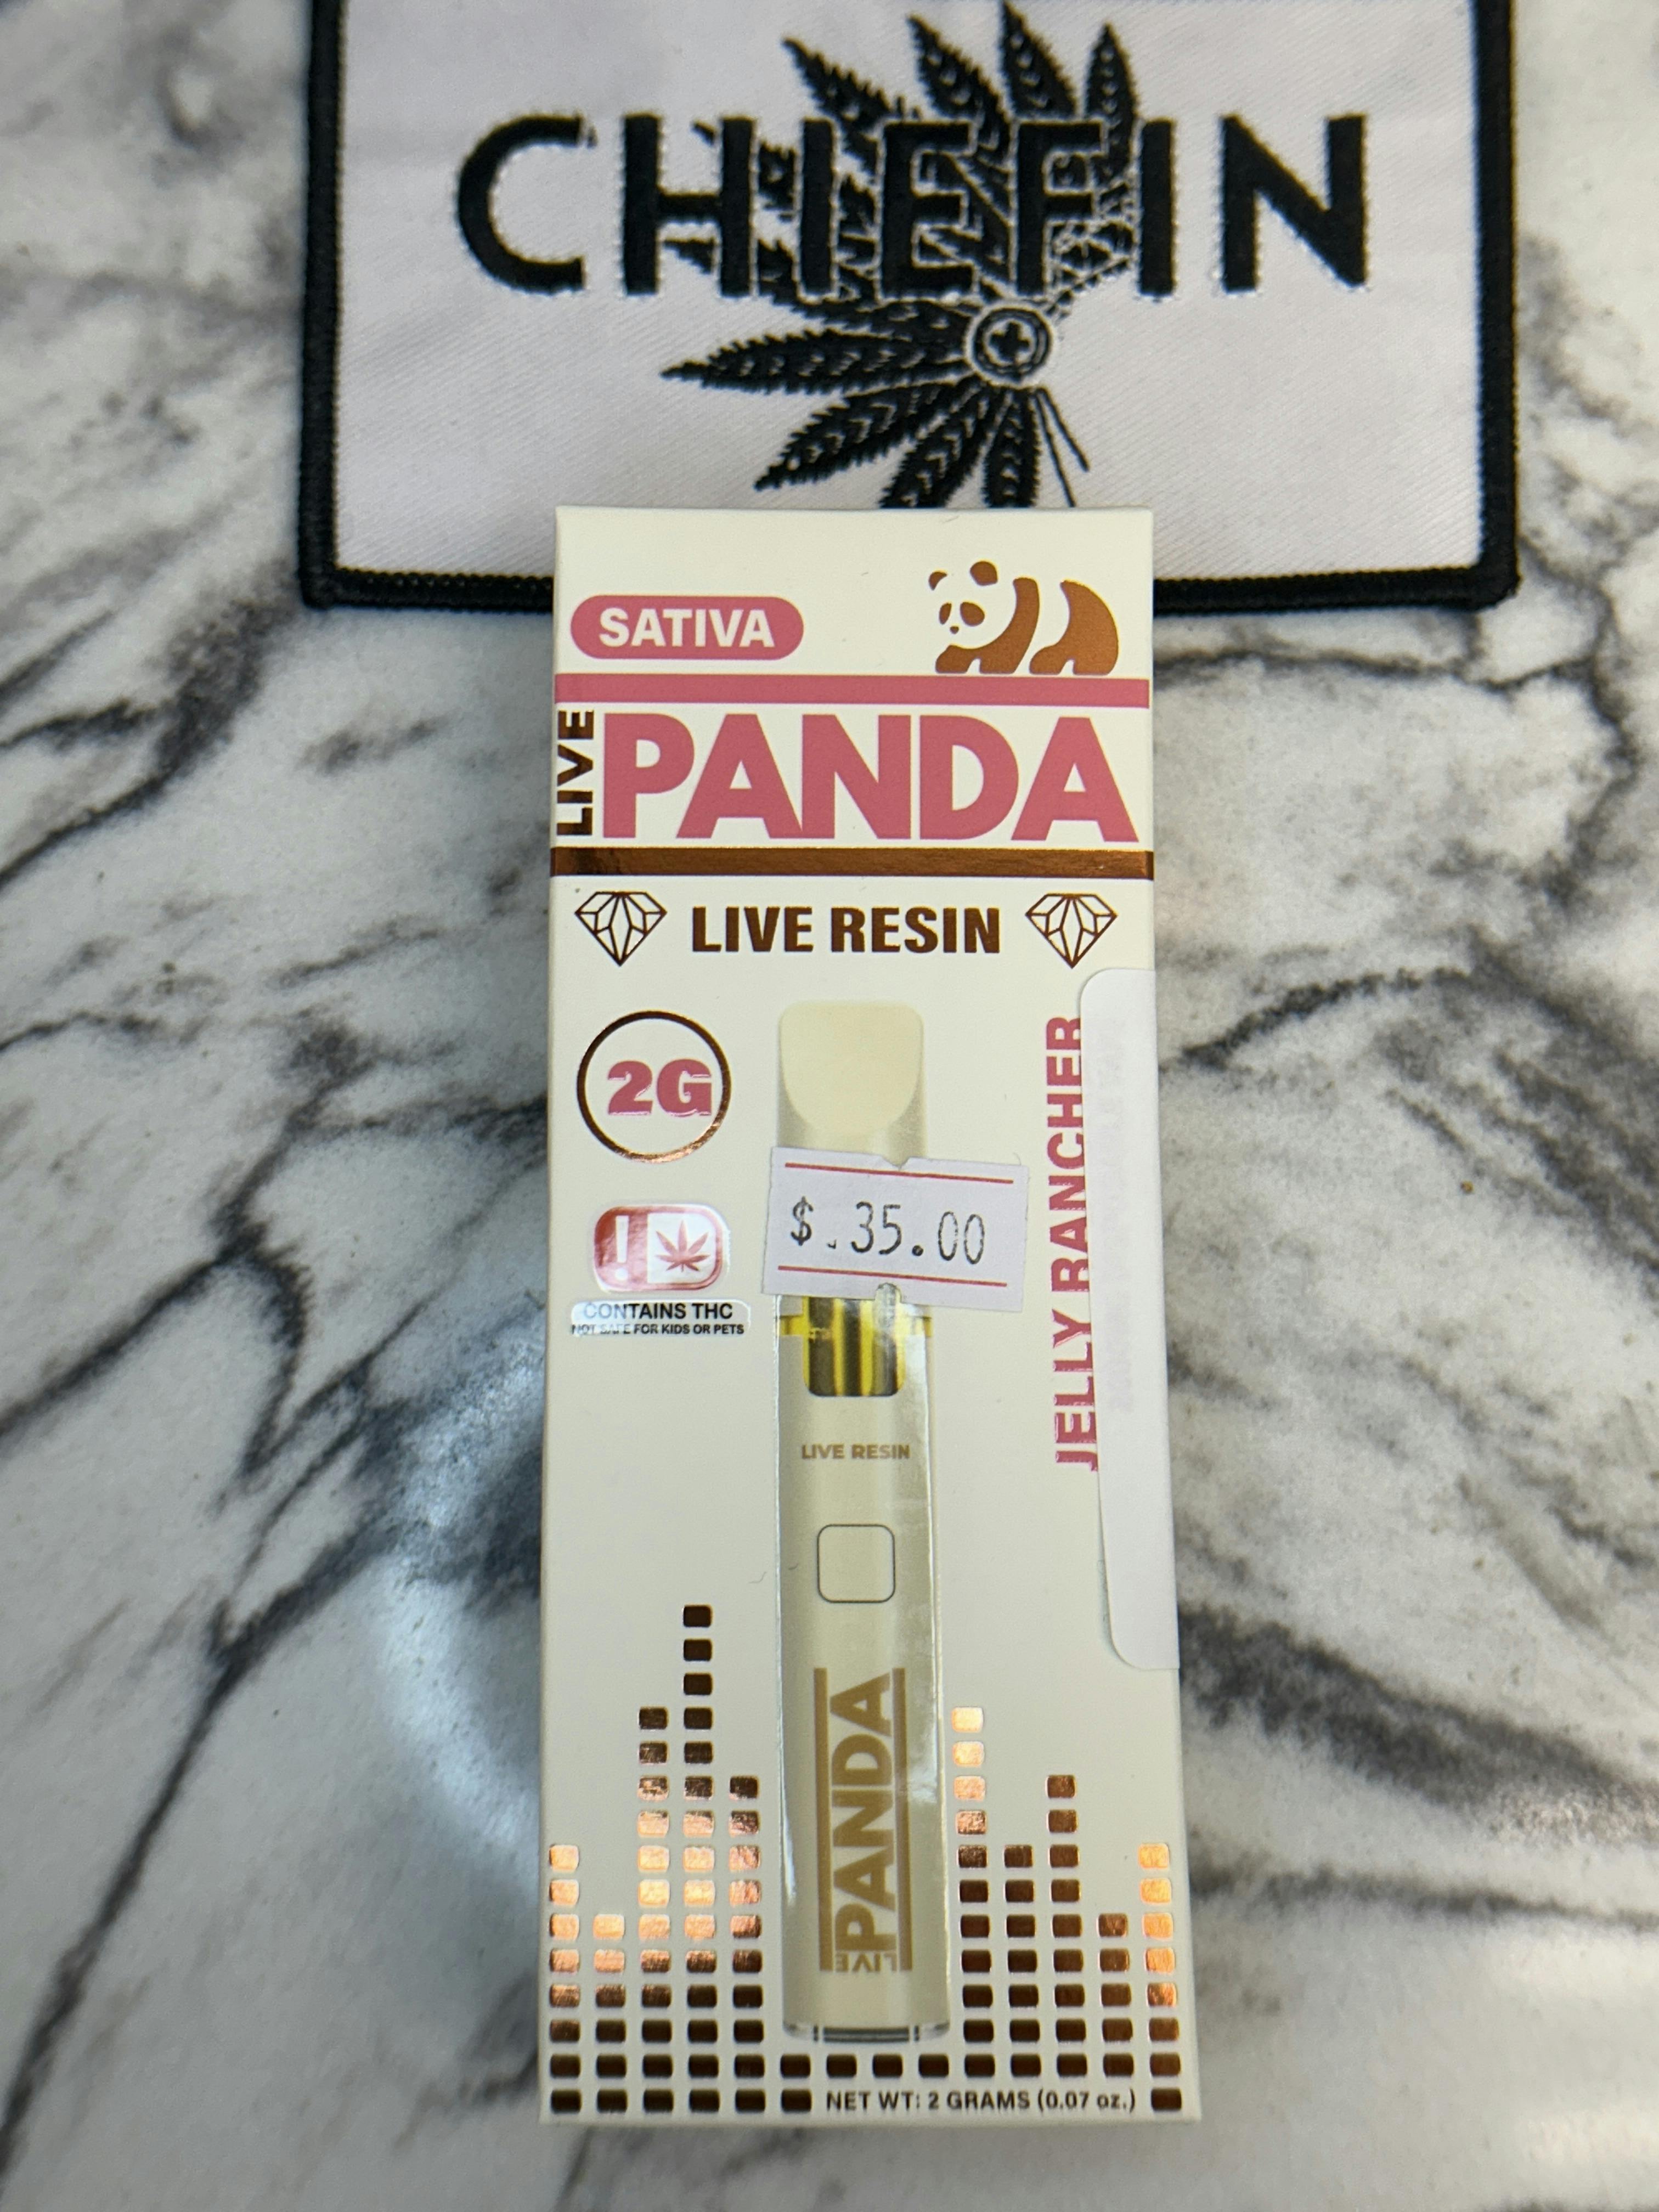 CHIEFIN
SATIVA
LIVE PANDA
LIVE RESIN
2G
$.35.00
JELLY RANCHER
!
CONTAINS THC
NOT SAFE FOR KIDS OR PETS
LIVE RESIN
LIVE PANDA
NET WT: 2 GRAMS (0.07 oz.)